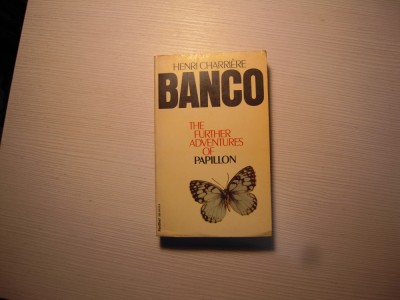 HENRI CHARRIÈRE
BANCO
THE
FURTHER
ADVENTURES
OF
PAPILLON